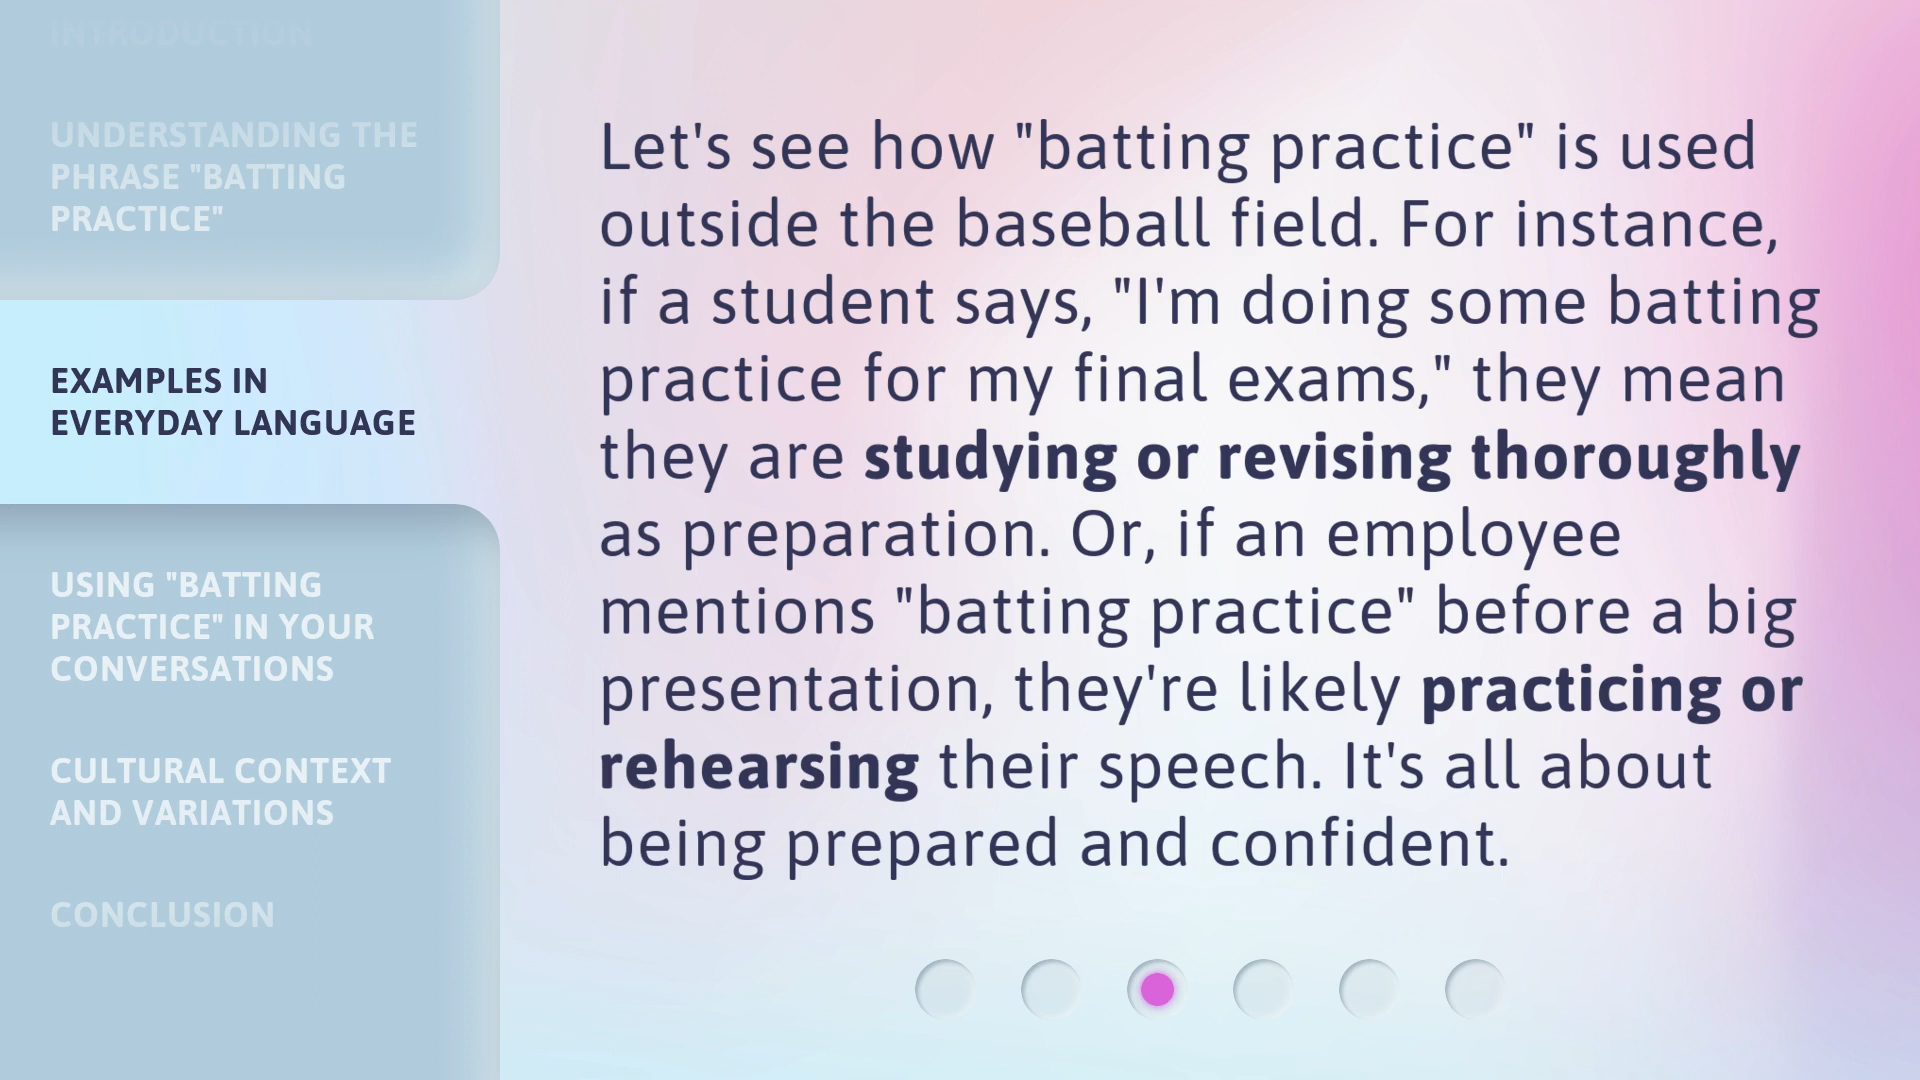 INTRODUCTION
UNDERSTANDING THE
PHRASE "BATTING
PRACTICE"
EXAMPLES IN
EVERYDAY LANGUAGE
USING "BATTING
PRACTICE" IN YOUR
CONVERSATIONS
CULTURAL CONTEXT
AND VARIATIONS
CONCLUSION
Let's see how "batting practice" is used
outside the baseball field. For instance,
if a student says, "I'm doing some batting
practice for my final exams," they mean
they are studying or revising thoroughly
as preparation. Or, if an employee
mentions "batting practice" before a big
presentation, they're likely practicing or
rehearsing their speech. It's all about
being prepared and confident.